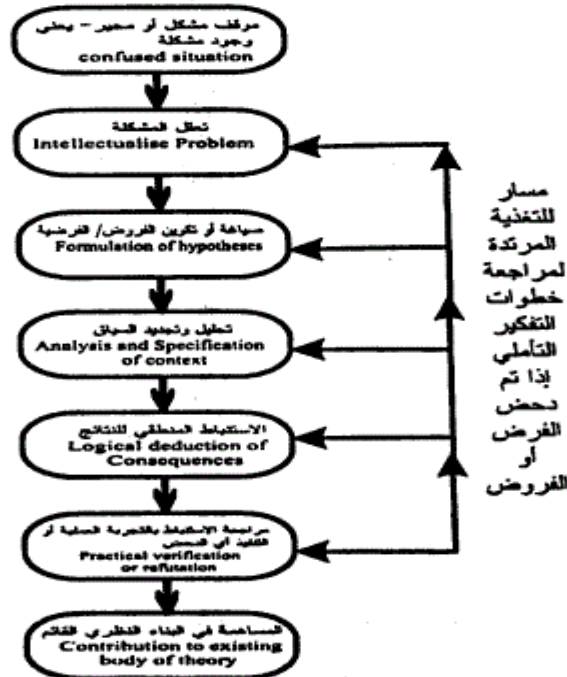 موقف مشكل أو محير – يعنى
وجود مشكلة
confused situation
تعقل المشكلة
Intellectualise Problem
صياغة أو تكوين الفروض/ الفرضية
Formulation of hypotheses
تحليل وتحديد السياق
Analysis and Specification
of context
الاستنباط المنطقي للنتائج
Logical deduction of
Consequences
مراجعة الاستنباط بالتجربة العملية أو
التنفيذ أي
Practical verification
or refutation
المساهمة في البناء النظري القائم
Contribution to existing
body of theory
مسار
للتغذية
المرتدة
لمراجعة
خطوات
التفكير
التأملي
إذا تم
دحض
الفرض
أو
الفروض